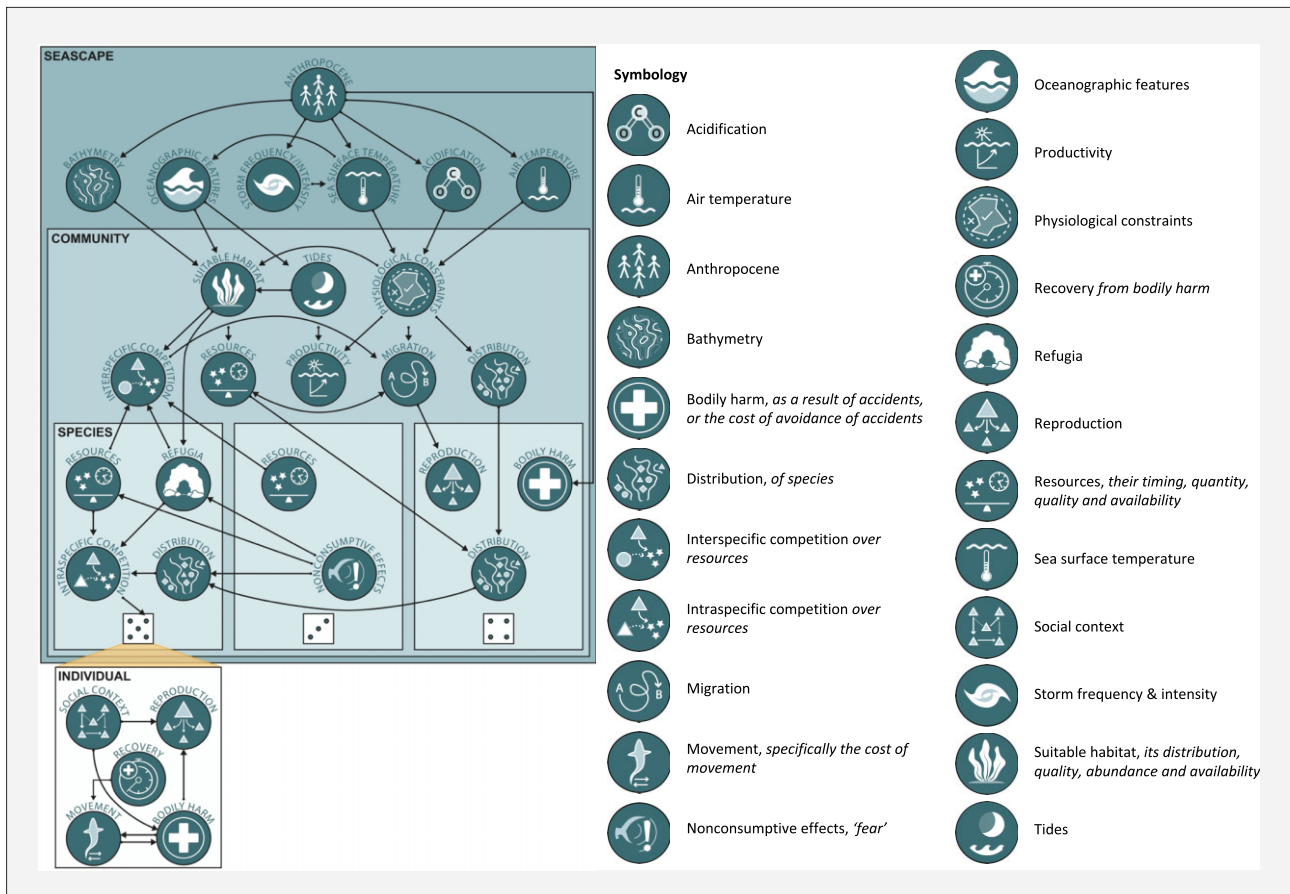 SEASCAPE
ANTHROPOCENE
BATHYMETRY
OCEANOGRAPHIC FEATURES
STORM FREQUENCY/INTENSITY
SEA SURFACE TEMPERATURE
ACIDIFICATION
AIR TEMPERATURE
COMMUNITY
SUITABLE HABITAT
TIDES
PHYSIOLOGICAL CONSTRAINTS
INTERSPECIFIC COMPETITION
RESOURCES
PRODUCTIVITY
MIGRATION
A
B
DISTRIBUTION
SPECIES
RESOURCES
REFUGIA
RESOURCES
REPRODUCTION
BODILY HARM
INTRASPECIFIC COMPETITION
DISTRIBUTION
NONCONSUMPTIVE EFFECTS
DISTRIBUTION
INDIVIDUAL
SOCIAL CONTEXT
REPRODUCTION
RECOVERY
MOVEMENT
BODILY HARM
Symbology
C
O O
Acidification
Air temperature
Anthropocene
Bathymetry
Bodily harm, as a result of accidents,
or the cost of avoidance of accidents
Distribution, of species
Interspecific competition over
resources
Intraspecific competition over
resources
A B
Migration
Movement, specifically the cost of
movement
Nonconsumptive effects, ‘fear’
Oceanographic features
Productivity
Physiological constraints
Recovery from bodily harm
Refugia
Reproduction
Resources, their timing, quantity,
quality and availability
Sea surface temperature
Social context
Storm frequency & intensity
Suitable habitat, its distribution,
quality, abundance and availability
Tides